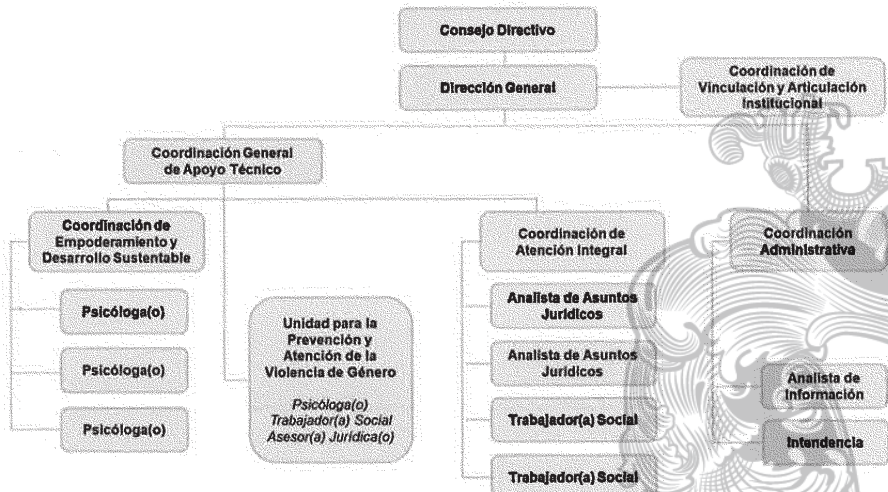 Consejo Directivo
Dirección General
Coordinación de
Vinculación y Articulación
Institucional
Coordinación General
de Apoyo Técnico
Coordinación de
Empoderamiento y
Desarrollo Sustentable
Psicóloga(o)
Psicóloga(o)
Psicóloga(o)
Unidad para la
Prevención y
Atención de la
Violencia de Género
Psicóloga(o)
Trabajador(a) Social
Asesor(a) Jurídica(o)
Coordinación de
Atención Integral
Analista de Asuntos
Jurídicos
Analista de Asuntos
Jurídicos
Trabajador(a) Social
Trabajador(a) Social
Coordinación
Administrativa
Analista de
Información
Intendencia